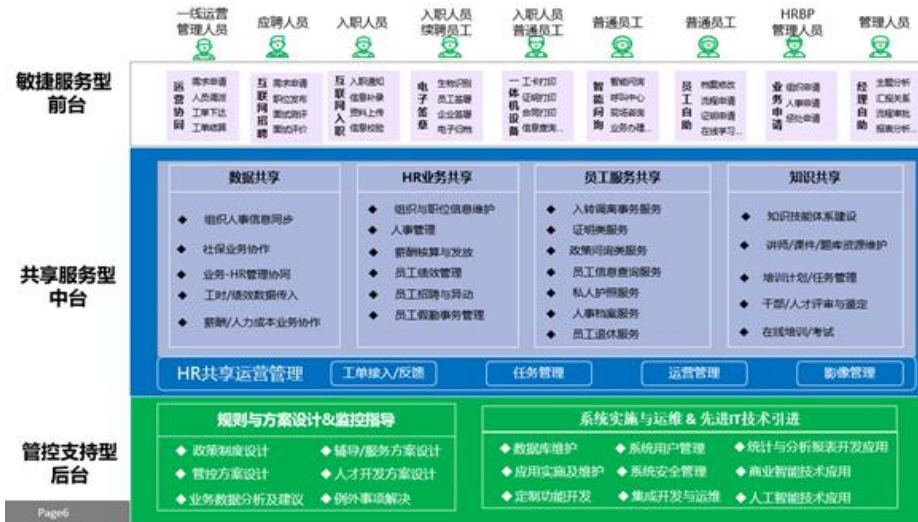 一线运营
管理人员
应聘人员
入职人员
入职人员
续聘员工
入职人员
普通员工
普通员工
普通员工
HRBP
管理人员
管理人员
敏捷服务型
前台
运营协同
需求申请
人员甄选
工单下达
工单结算
互联网招聘
需求申请
职位发布
面试测评
面试评价
互联网入职
入职通知
信息补录
资料上传
信息校验
电子签章
生物识别
员工签署
企业签署
电子归档
一体机设备
工卡打印
证明打印
合同打印
信息查询...
智能问询
智能问询
呼叫中心
现场咨询
业务办理...
员工自助
档案修改
流程申请
证明申请
在线学习...
业务申请
组织申请
人事申请
惩处申请
经理自助
主题分析
汇报关系
流程审批
报表分析...
共享服务型
中台
数据共享
◆ 组织人事信息同步
◆ 社保业务协作
◆ 业务-HR管理协同
◆ 工时/绩效数据传入
◆ 薪酬/人力成本业务协作
HR业务共享
◆ 组织与职位信息维护
◆ 人事管理
◆ 薪酬核算与发放
◆ 员工绩效管理
◆ 员工招聘与异动
◆ 员工假勤事务管理
员工服务共享
◆ 入转调离事务服务
◆ 证明类服务
◆ 政策问询类服务
◆ 员工信息查询服务
◆ 私人护照服务
◆ 人事档案服务
◆ 员工退休服务
知识共享
◆ 知识技能体系建设
◆ 讲师/课件/题库资源维护
◆ 培训计划/任务管理
◆ 干部/人才评审与鉴定
◆ 在线培训/考试
HR共享运营管理
工单接入/反馈
任务管理
运营管理
影像管理
管控支持型
后台
规则与方案设计&监控指导
◆ 政策制度设计
◆ 辅导/服务方案设计
◆ 管控方案设计
◆ 人才开发方案设计
◆ 业务数据分析及建议
◆ 例外事项解决
系统实施与运维 & 先进IT技术引进
◆ 数据库维护
◆ 系统用户管理
◆ 统计与分析报表开发应用
◆ 应用实施及维护
◆ 系统安全管理
◆ 商业智能技术应用
◆ 定制功能开发
◆ 集成开发与运维
◆ 人工智能技术应用
Page6